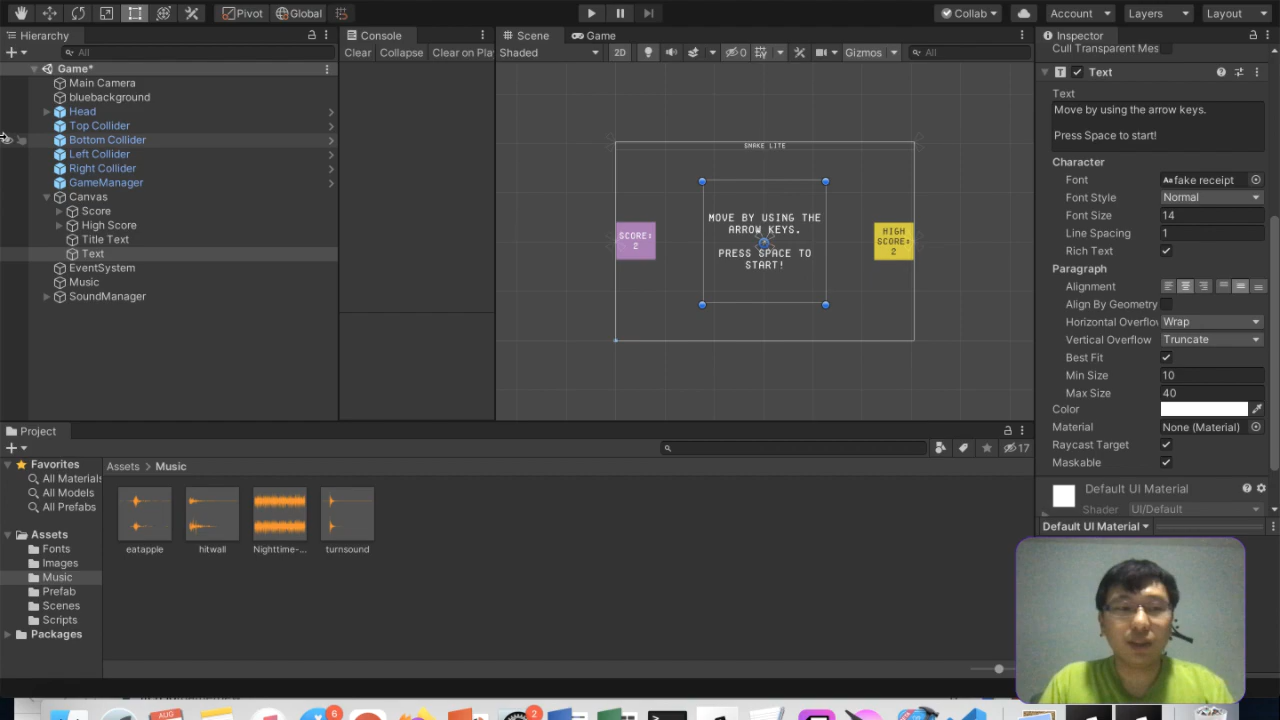 Pivot
Global
Collab
Account
Layers
Layout
Hierarchy
All
Game*
Main Camera
bluebackground
Head
Top Collider
Bottom Collider
Left Collider
Right Collider
GameManager
Canvas
Score
High Score
Title Text
Text
EventSystem
Music
SoundManager
Console
Clear
Collapse
Clear on Pla
Scene
Game
Shaded
2D
0
Gizmos
All
SNAKE LITE
MOVE BY USING THE
ARROW KEYS.
PRESS SPACE TO
START!
SCORE:
2
HIGH
SCORE:
2
Inspector
Cull Transparent Mes
Text
Text
Move by using the arrow keys.
Press Space to start!
Character
Font
Aa fake receipt
Font Style
Normal
Font Size
14
Line Spacing
1
Rich Text
Paragraph
Alignment
Align By Geometry
Horizontal Overflo
Wrap
Vertical Overflow
Truncate
Best Fit
Min Size
10
Max Size
40
Color
Material
None (Material)
Raycast Target
Maskable
Default UI Material
Shader
UI/Default
Default UI Material
Project
17
Favorites
All Materials
All Models
All Prefabs
Assets
Fonts
Images
Music
Prefab
Scenes
Scripts
Packages
Assets > Music
eatapple
hitwall
Nighttime-...
turnsound
AUG
6
2